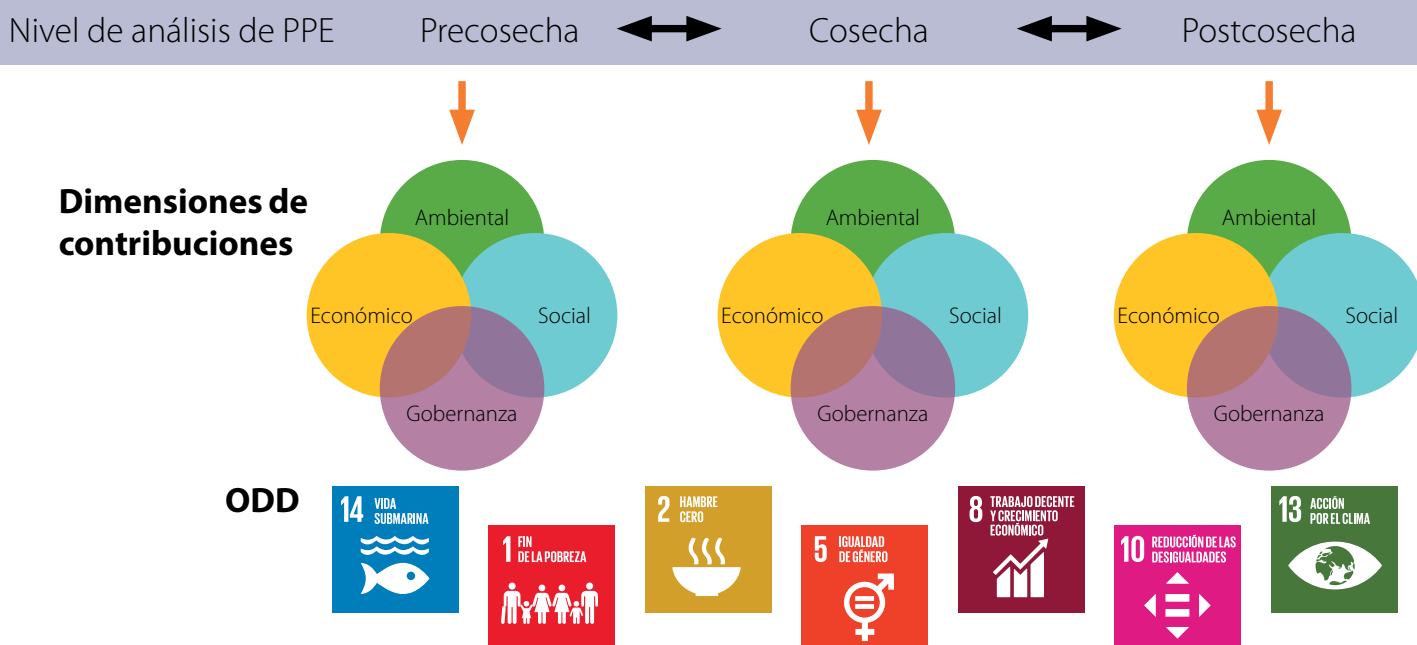 Nivel de análisis de PPE
Precosecha
Cosecha
Postcosecha
Dimensiones de
contribuciones
Ambiental
Económico
Social
Gobernanza
Ambiental
Económico
Social
Gobernanza
Ambiental
Económico
Social
Gobernanza
ODD
14 VIDA
SUBMARINA
1 FIN
DE LA POBREZA
2 HAMBRE
CERO
5 IGUALDAD
DE GÉNERO
8 TRABAJO DECENTE
Y CRECIMIENTO
ECONÓMICO
10 REDUCCIÓN DE LAS
DESIGUALDADES
13 ACCIÓN
POR EL CLIMA